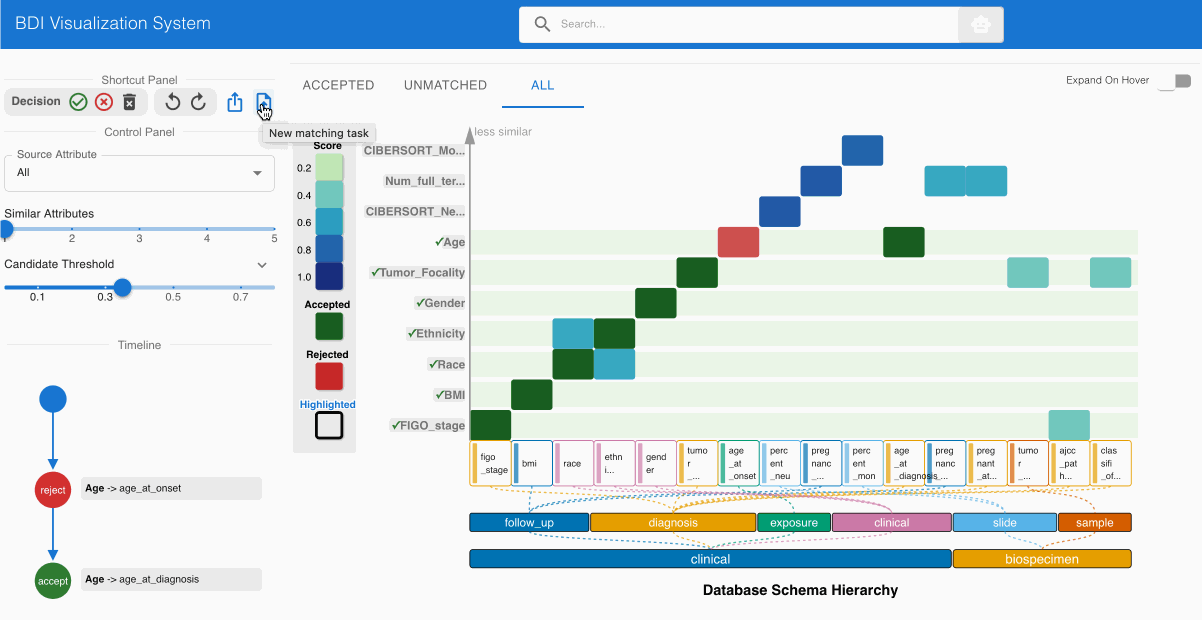 BDI Visualization System
Search...
Shortcut Panel
Decision
New matching task
Control Panel
Source Attribute
All
Similar Attributes
1 2 3 4 5
Candidate Threshold
0.1 0.3 0.5 0.7
Timeline
reject
Age -> age_at_onset
accept
Age -> age_at_diagnosis
ACCEPTED UNMATCHED ALL
Expand On Hover
Score
0.2
0.4
0.6
0.8
1.0
Accepted
Rejected
Highlighted
less similar
CIBERSORT_Mo...
Num_full_ter...
CIBERSORT_Ne...
✓Age
✓Tumor_Focality
✓Gender
✓Ethnicity
✓Race
✓BMI
✓FIGO_stage
figo
_stage
bmi
race
ethn
i...
gend
er
tumo
r
_...
age
_at
_onset
perc
ent
_neu
preg
nanc
_...
perc
ent
_mon
age
_at
_diagnosis
preg
nanc
_...
preg
nant
_at...
tumo
r
_...
ajcc
_pat
h...
clas
sifi
_of...
follow_up diagnosis exposure clinical slide sample
clinical biospecimen
Database Schema Hierarchy